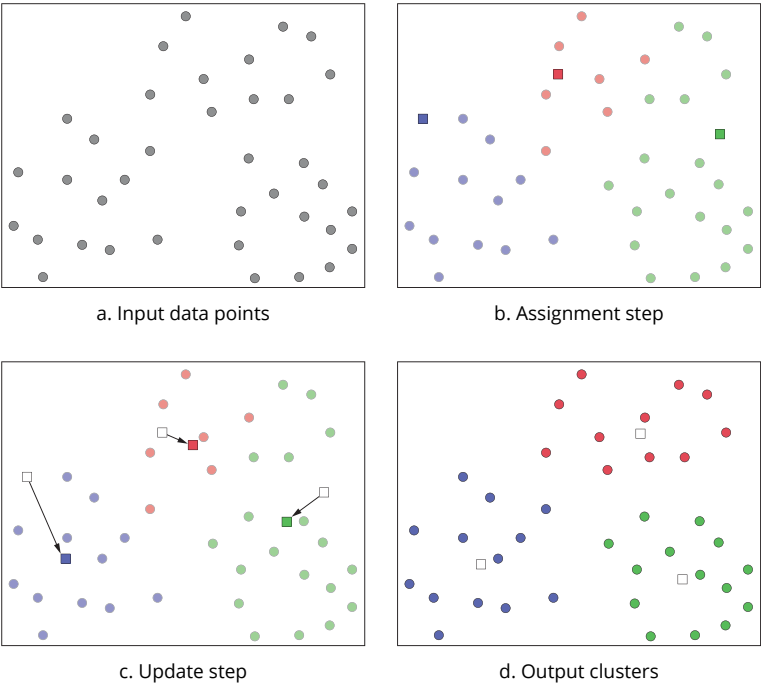 a. Input data points
b. Assignment step
c. Update step
d. Output clusters